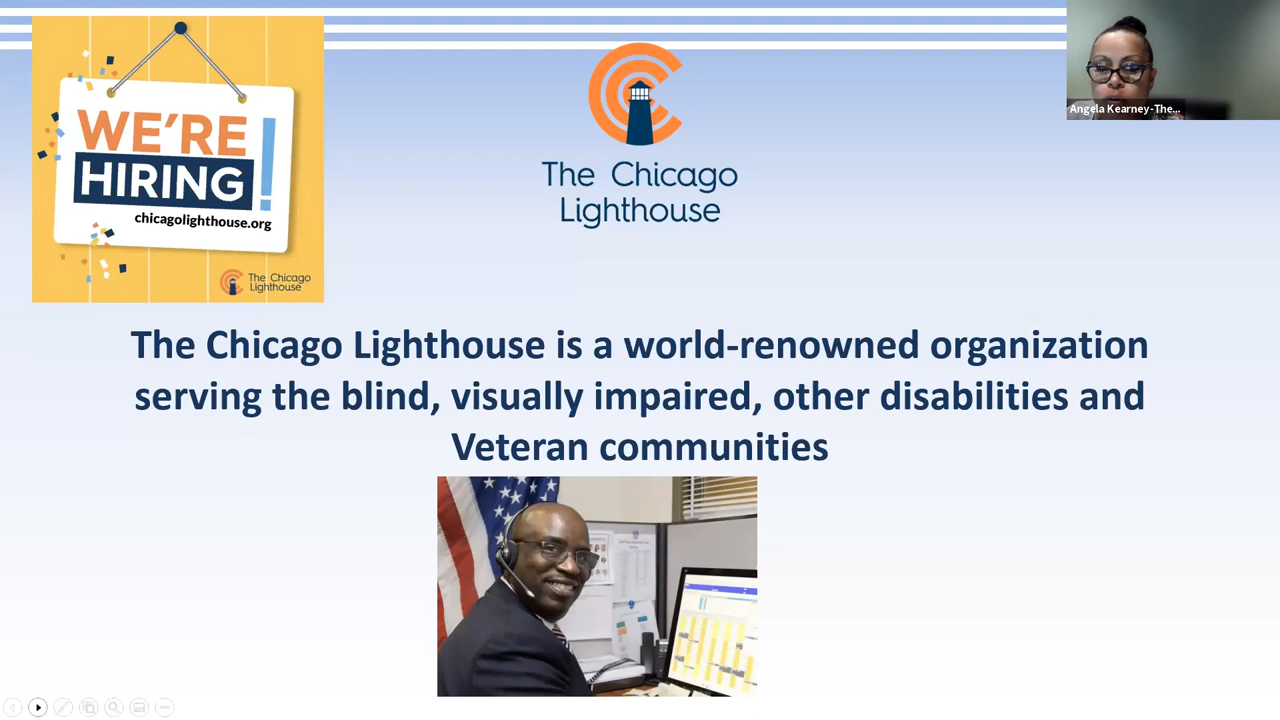 WE'RE
HIRING!
chicagolighthouse.org
The Chicago
Lighthouse
The Chicago
Lighthouse
Angela Kearney-The...
The Chicago Lighthouse is a world-renowned organization
serving the blind, visually impaired, other disabilities and
Veteran communities